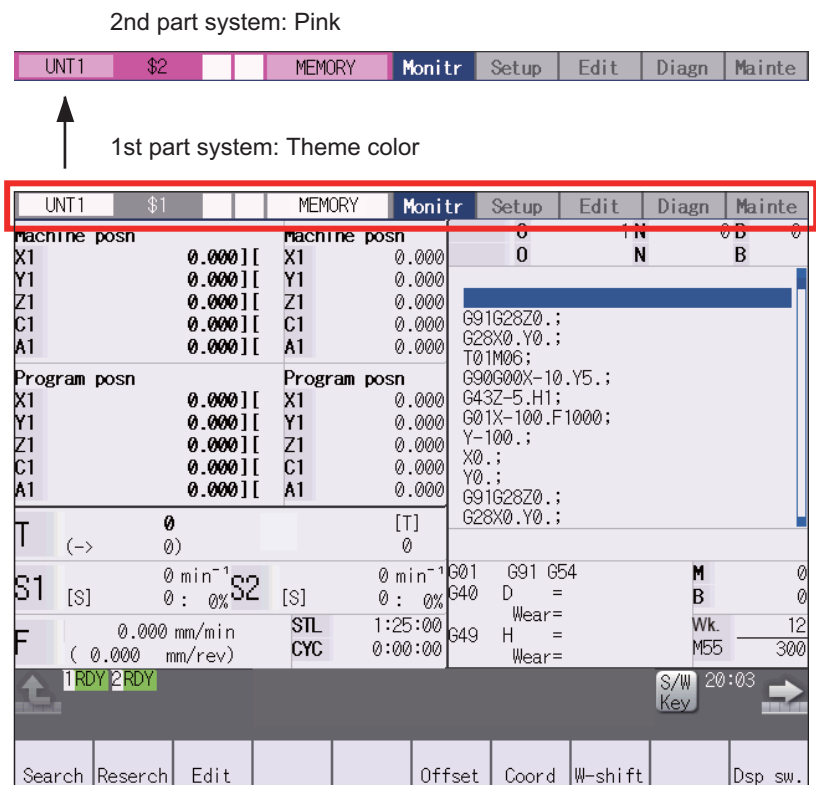 2nd part system: Pink
UNT1 $2 MEMORY Monitr Setup Edit Diagn Mainte
1st part system: Theme color
UNT1 $1 MEMORY Monitr Setup Edit Diagn Mainte
Machine posn Machine posn O 1 N 0 B 0
X1 0.000][ X1 0.000 O N B
Y1 0.000][ Y1 0.000
Z1 0.000][ Z1 0.000
C1 0.000][ C1 0.000
A1 0.000][ A1 0.000
Program posn Program posn
X1 0.000][ X1 0.000
Y1 0.000][ Y1 0.000
Z1 0.000][ Z1 0.000
C1 0.000][ C1 0.000
A1 0.000][ A1 0.000
G91G28Z0.;
G28X0.Y0.;
T01M06;
G90G00X-10.Y5.;
G43Z-5.H1;
G01X-100.F1000;
Y-100.;
X0.;
Y0.;
G91G28Z0.;
G28X0.Y0.;
T 0 [T]
(-> 0) 0
S1 [S] 0 min⁻¹ 0 : 0% S2 [S] 0 min⁻¹ 0 : 0%
F 0.000 mm/min STL 1:25:00
( 0.000 mm/rev) CYC 0:00:00
G01 G91 G54 M 0
G40 D = B 0
Wear=
G49 H = Wk. 12
Wear= M55 300
1RDY 2RDY S/W Key 20:03
Search Reserch Edit Offset Coord W-shift Dsp sw.